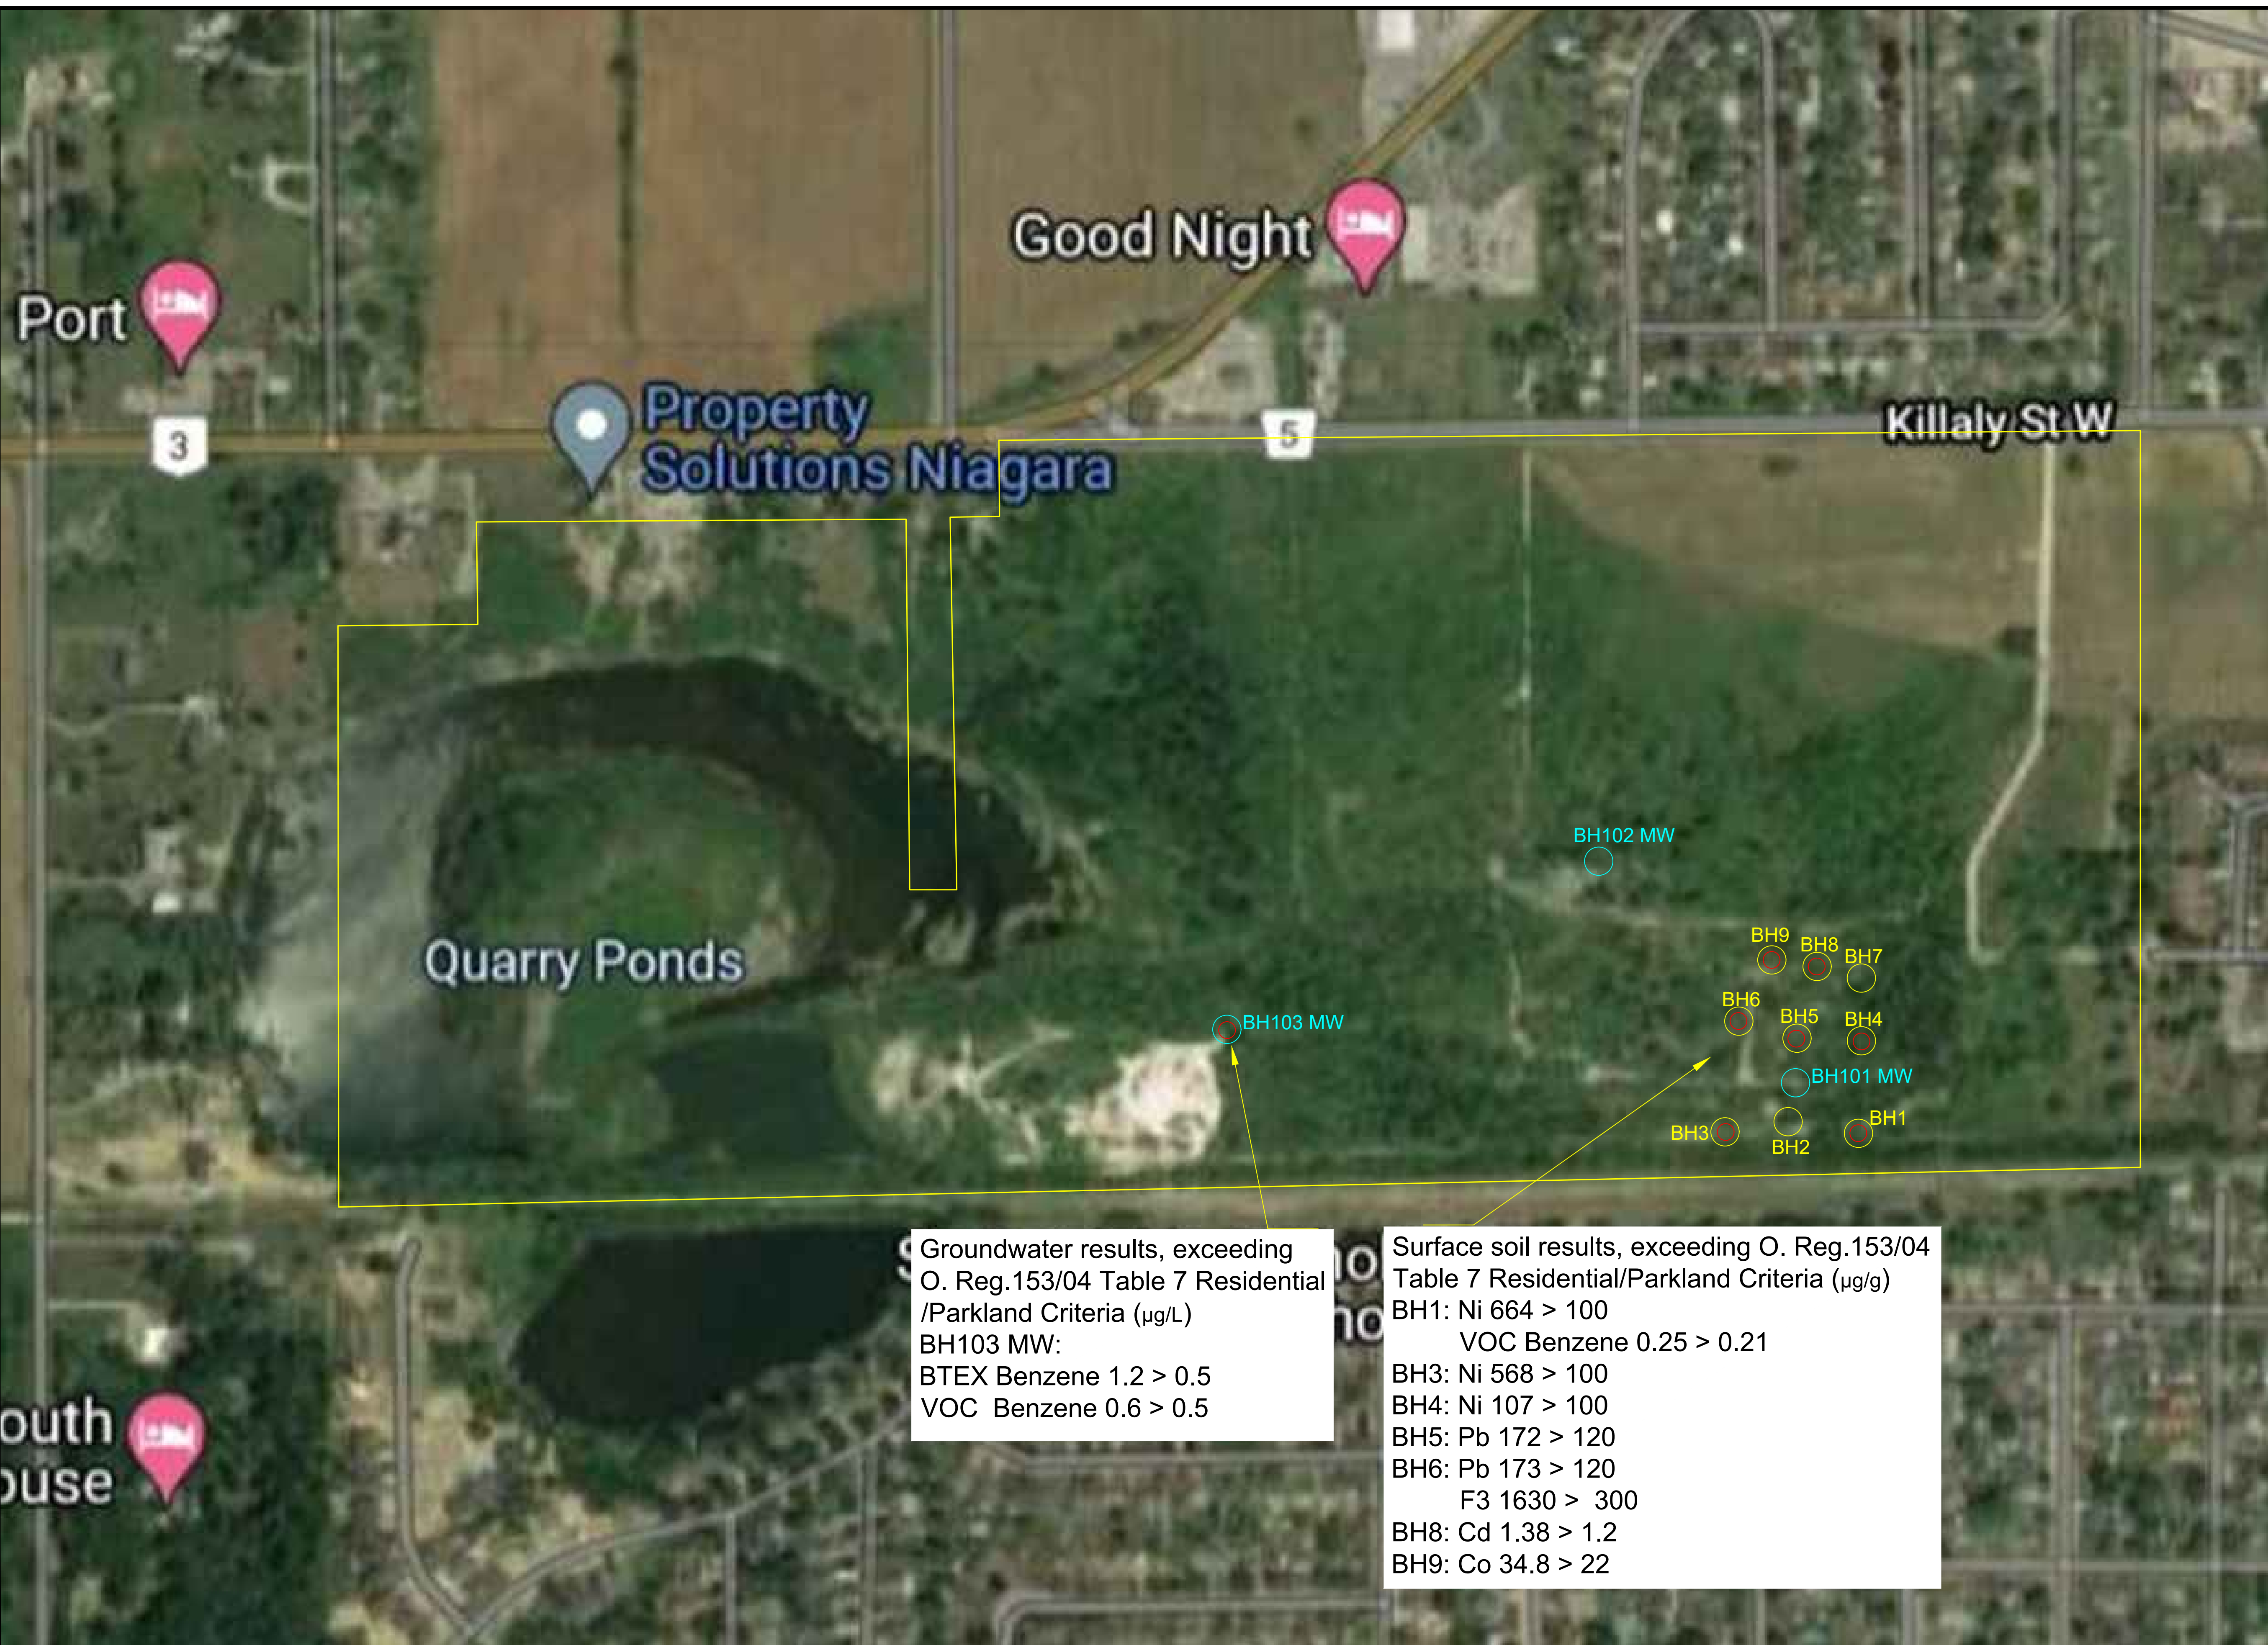 Good Night
Port
3
Property
Solutions Niagara
5
Killaly St W
BH102 MW
BH9
BH8
BH7
Quarry Ponds
BH6
BH5
BH4
BH103 MW
BH101 MW
BH3
BH2
BH1
Groundwater results, exceeding
O. Reg.153/04 Table 7 Residential
/Parkland Criteria (µg/L)
BH103 MW:
BTEX Benzene 1.2 > 0.5
VOC  Benzene 0.6 > 0.5
Surface soil results, exceeding O. Reg.153/04
Table 7 Residential/Parkland Criteria (µg/g)
BH1: Ni 664 > 100
VOC Benzene 0.25 > 0.21
BH3: Ni 568 > 100
BH4: Ni 107 > 100
BH5: Pb 172 > 120
BH6: Pb 173 > 120
F3 1630 >  300
BH8: Cd 1.38 > 1.2
BH9: Co 34.8 > 22
outh
ouse